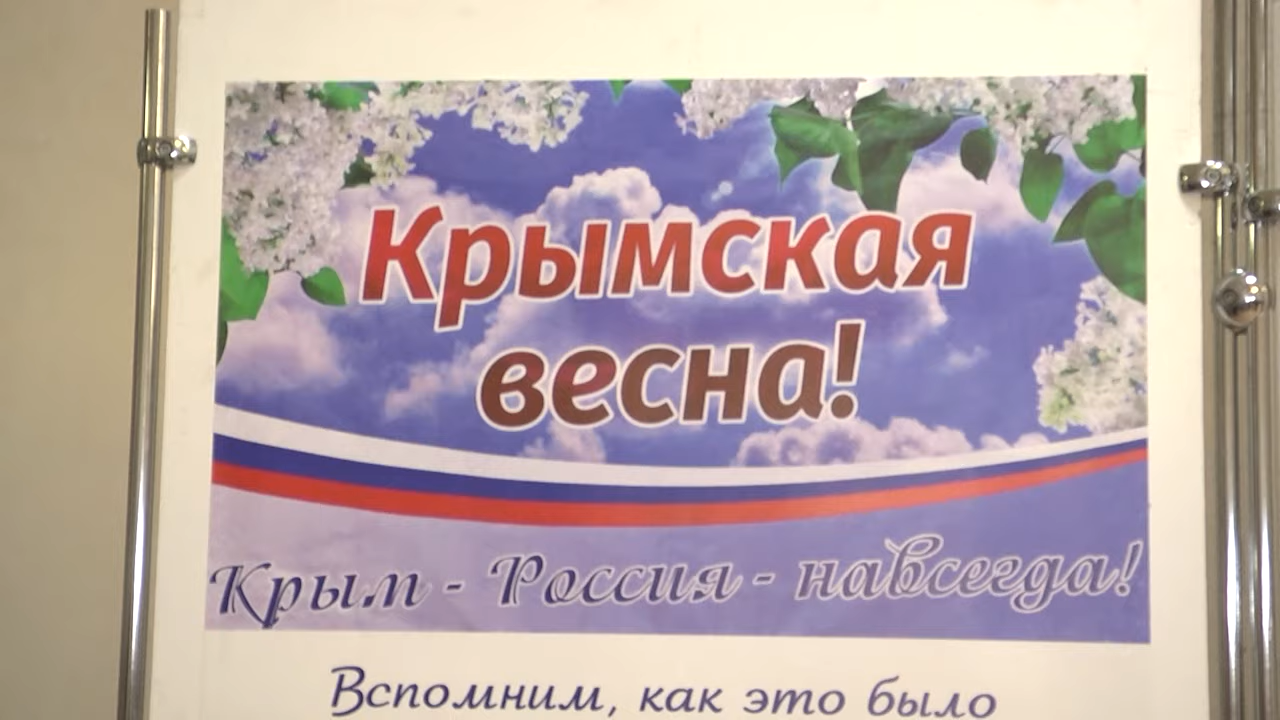 Крымская
весна!
Крым - Россия - навсегда!
Вспомним, как это было